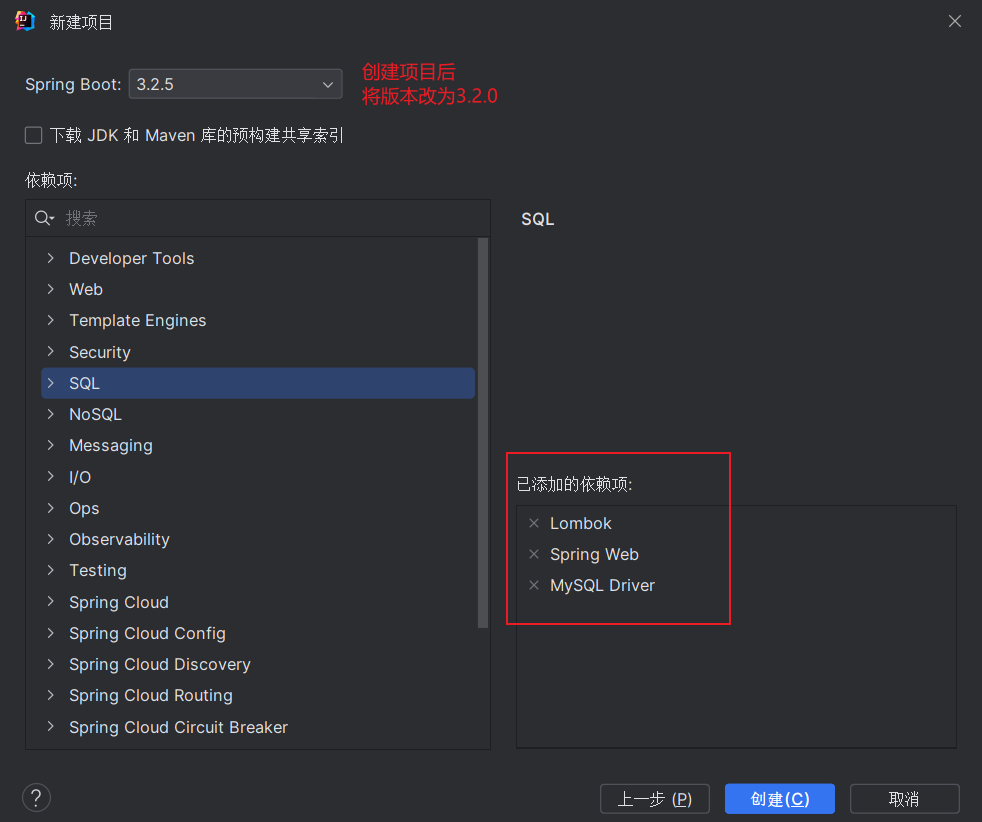 新建项目
Spring Boot: 3.2.5
创建项目后
将版本改为3.2.0
下载 JDK 和 Maven 库的预构建共享索引
依赖项:
搜索
Developer Tools
Web
Template Engines
Security
SQL
NoSQL
Messaging
I/O
Ops
Observability
Testing
Spring Cloud
Spring Cloud Config
Spring Cloud Discovery
Spring Cloud Routing
Spring Cloud Circuit Breaker
SQL
已添加的依赖项:
Lombok
Spring Web
MySQL Driver
?
上一步 (P)
创建(C)
取消